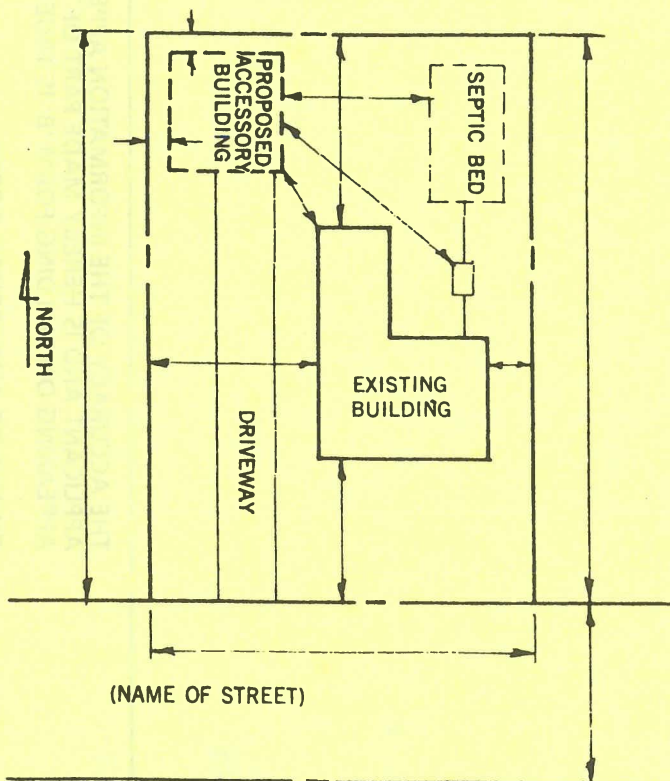 PROPOSED
ACCESSORY
BUILDING
SEPTIC BED
NORTH
EXISTING
BUILDING
DRIVEWAY
(NAME OF STREET)